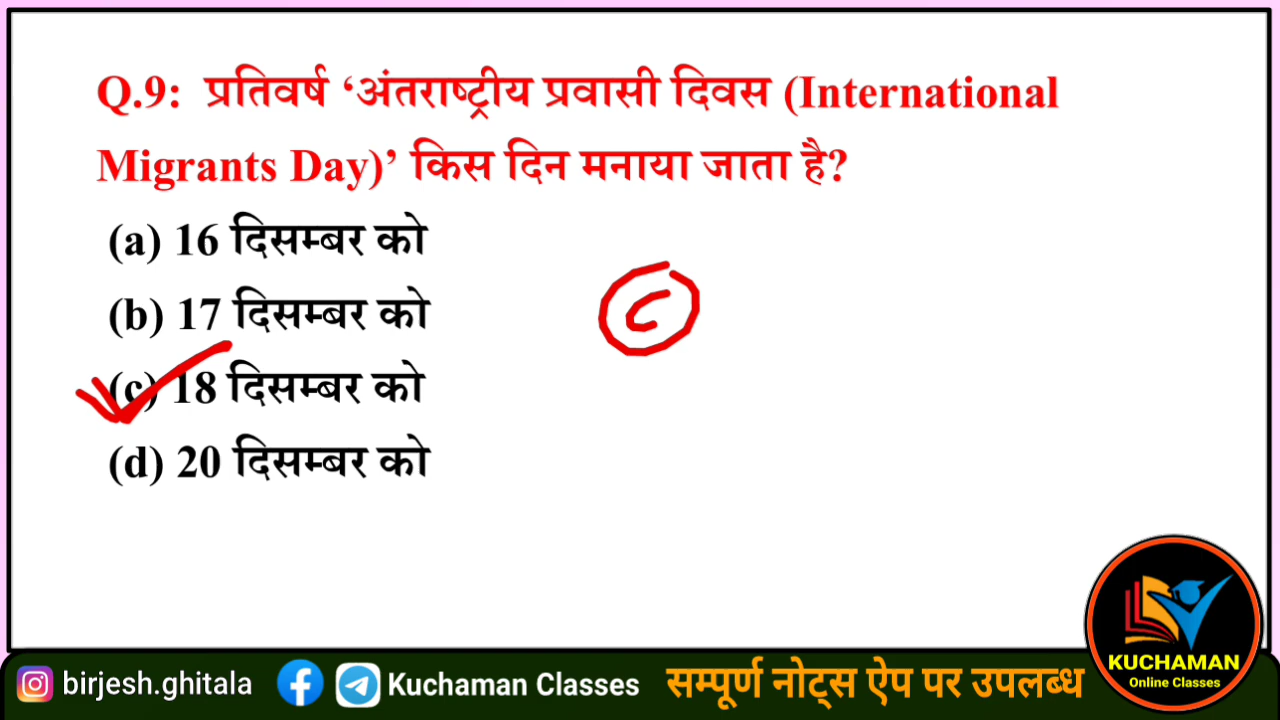 Q.9: प्रतिवर्ष ‘अंतराष्ट्रीय प्रवासी दिवस (International
Migrants Day)’ किस दिन मनाया जाता है?
(a) 16 दिसम्बर को
(b) 17 दिसम्बर को
(c) 18 दिसम्बर को
(d) 20 दिसम्बर को
C
birjesh.ghitala
Kuchaman Classes
सम्पूर्ण नोट्स ऐप पर उपलब्ध
KUCHAMAN
Online Classes